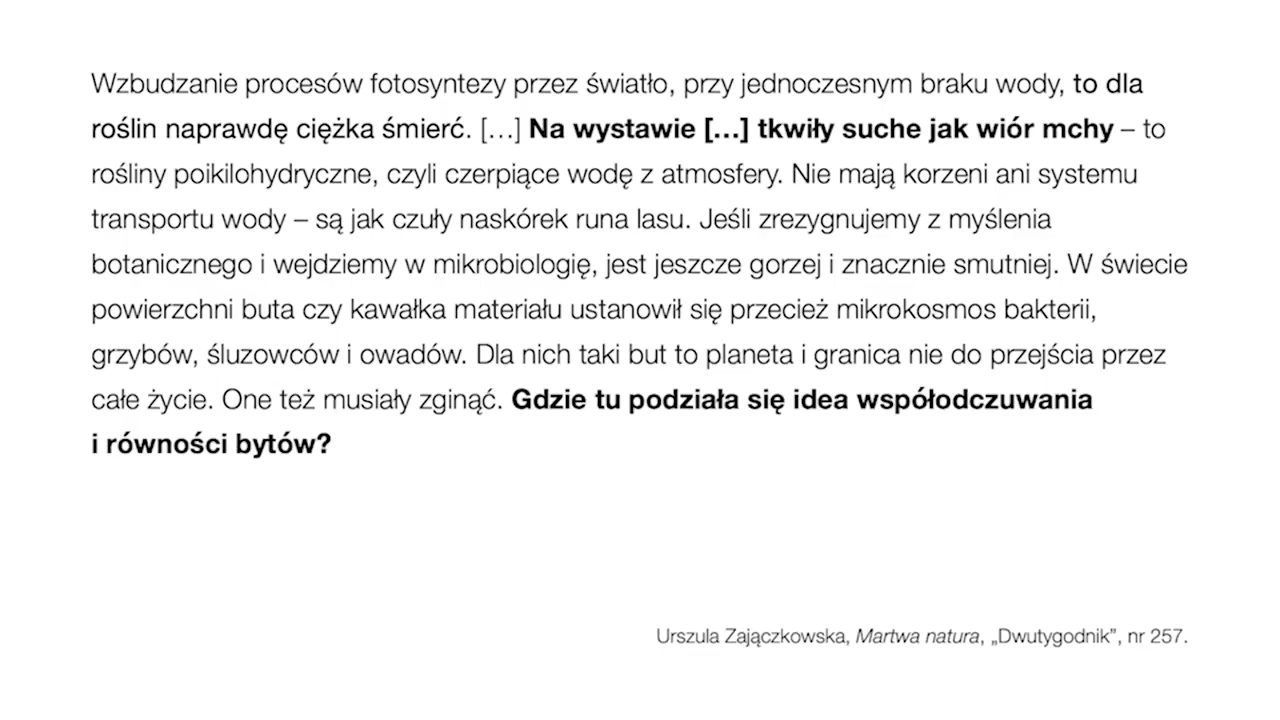 Wzbudzanie procesów fotosyntezy przez światło, przy jednoczesnym braku wody, to dla
roślin naprawdę ciężka śmierć. […] Na wystawie […] tkwiły suche jak wiór mchy – to
rośliny poikilohydryczne, czyli czerpiące wodę z atmosfery. Nie mają korzeni ani systemu
transportu wody – są jak czuły naskórek runa lasu. Jeśli zrezygnujemy z myślenia
botanicznego i wejdziemy w mikrobiologię, jest jeszcze gorzej i znacznie smutniej. W świecie
powierzchni buta czy kawałka materiału ustanowił się przecież mikrokosmos bakterii,
grzybów, śluzowców i owadów. Dla nich taki but to planeta i granica nie do przejścia przez
całe życie. One też musiały zginąć. Gdzie tu podziała się idea współodczuwania
i równości bytów?
Urszula Zajączkowska, Martwa natura, „Dwutygodnik”, nr 257.